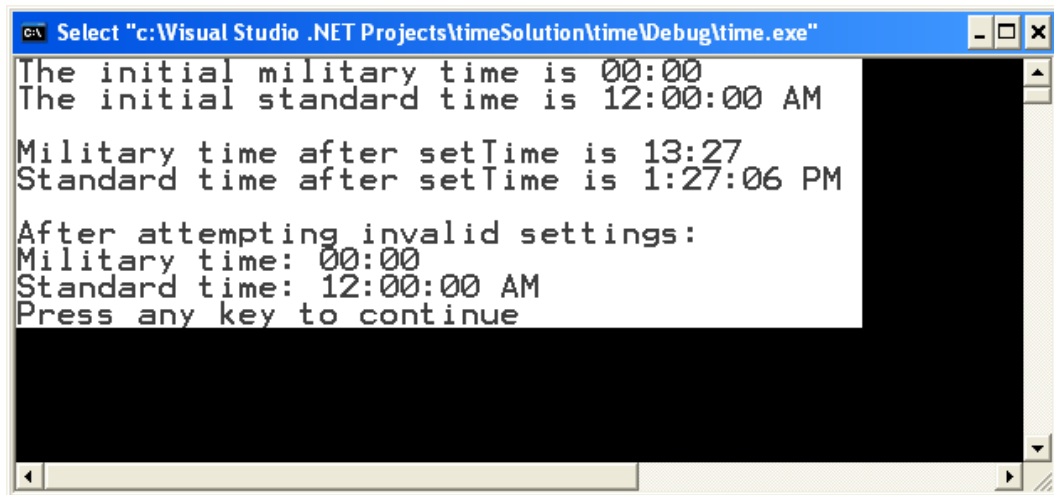 Select "c:\Visual Studio .NET Projects\timeSolution\time\Debug\time.exe"
The initial military time is 00:00
The initial standard time is 12:00:00 AM
Military time after setTime is 13:27
Standard time after setTime is 1:27:06 PM
After attempting invalid settings:
Military time: 00:00
Standard time: 12:00:00 AM
Press any key to continue